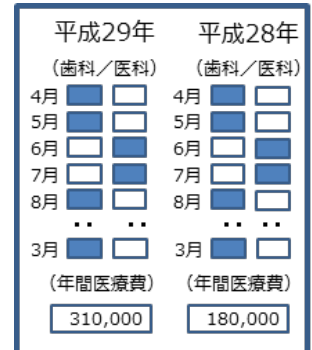 平成29年 平成28年
(歯科／医科) (歯科／医科)
4月 4月
5月 5月
6月 6月
7月 7月
8月 8月
‥ ‥ ‥ ‥
3月 3月
(年間医療費) (年間医療費)
310,000 180,000